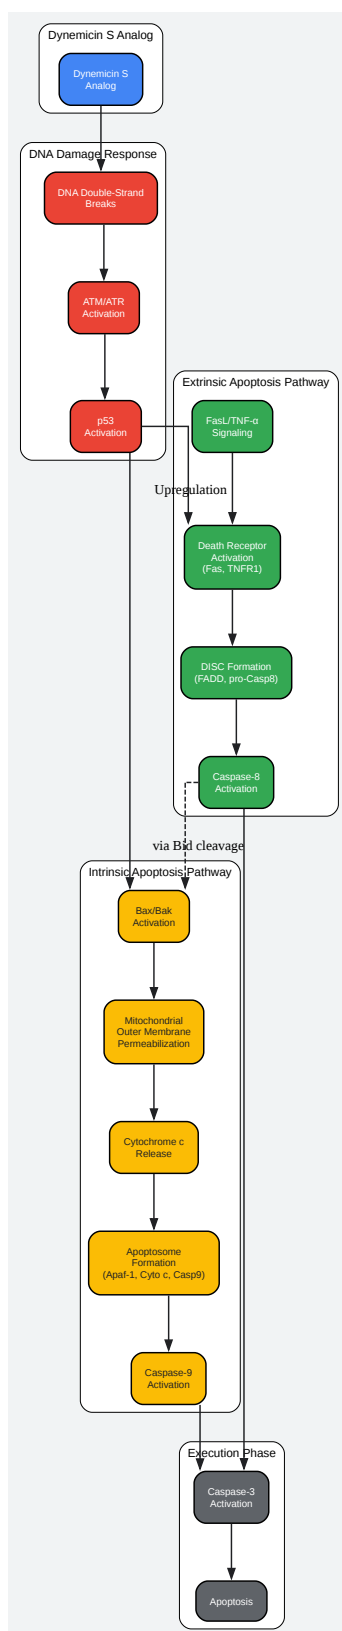 Dynemicin S Analog
Dynemicin S
Analog
DNA Damage Response
DNA Double-Strand
Breaks
ATM/ATR
Activation
p53
Activation
Extrinsic Apoptosis Pathway
FasL/TNF-α
Signaling
Upregulation
Death Receptor
Activation
(Fas, TNFR1)
DISC Formation
(FADD, pro-Casp8)
Caspase-8
Activation
via Bid cleavage
Intrinsic Apoptosis Pathway
Bax/Bak
Activation
Mitochondrial
Outer Membrane
Permeabilization
Cytochrome c
Release
Apoptosome
Formation
(Apaf-1, Cyto c, Casp9)
Caspase-9
Activation
Execution Phase
Caspase-3
Activation
Apoptosis